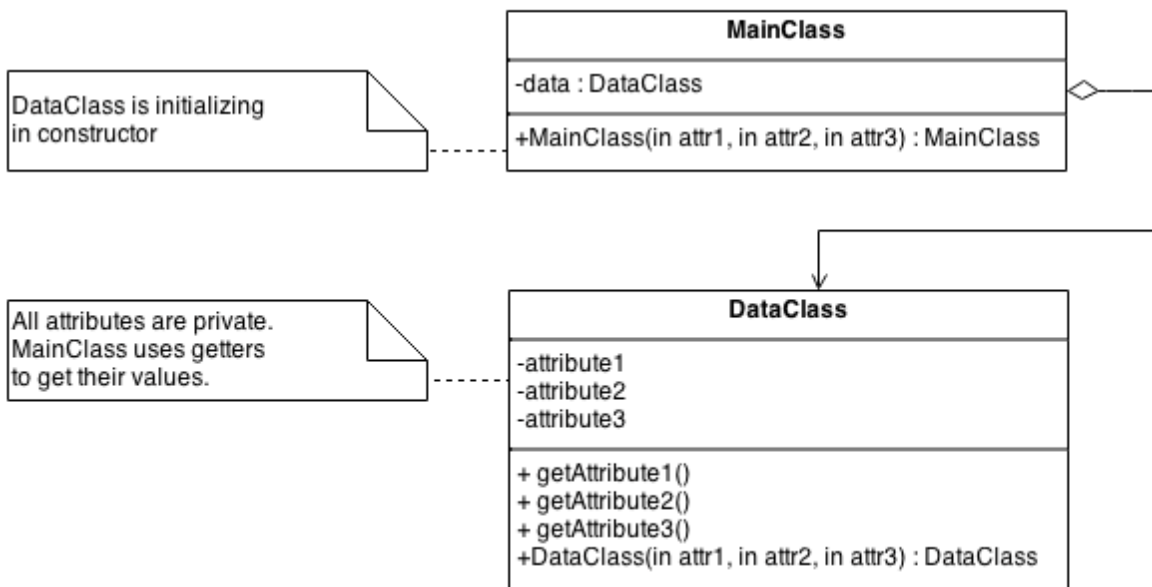 MainClass
-data : DataClass
+MainClass(in attr1, in attr2, in attr3) : MainClass
DataClass is initializing
in constructor
DataClass
-attribute1
-attribute2
-attribute3
+ getAttribute1()
+ getAttribute2()
+ getAttribute3()
+DataClass(in attr1, in attr2, in attr3) : DataClass
All attributes are private.
MainClass uses getters
to get their values.